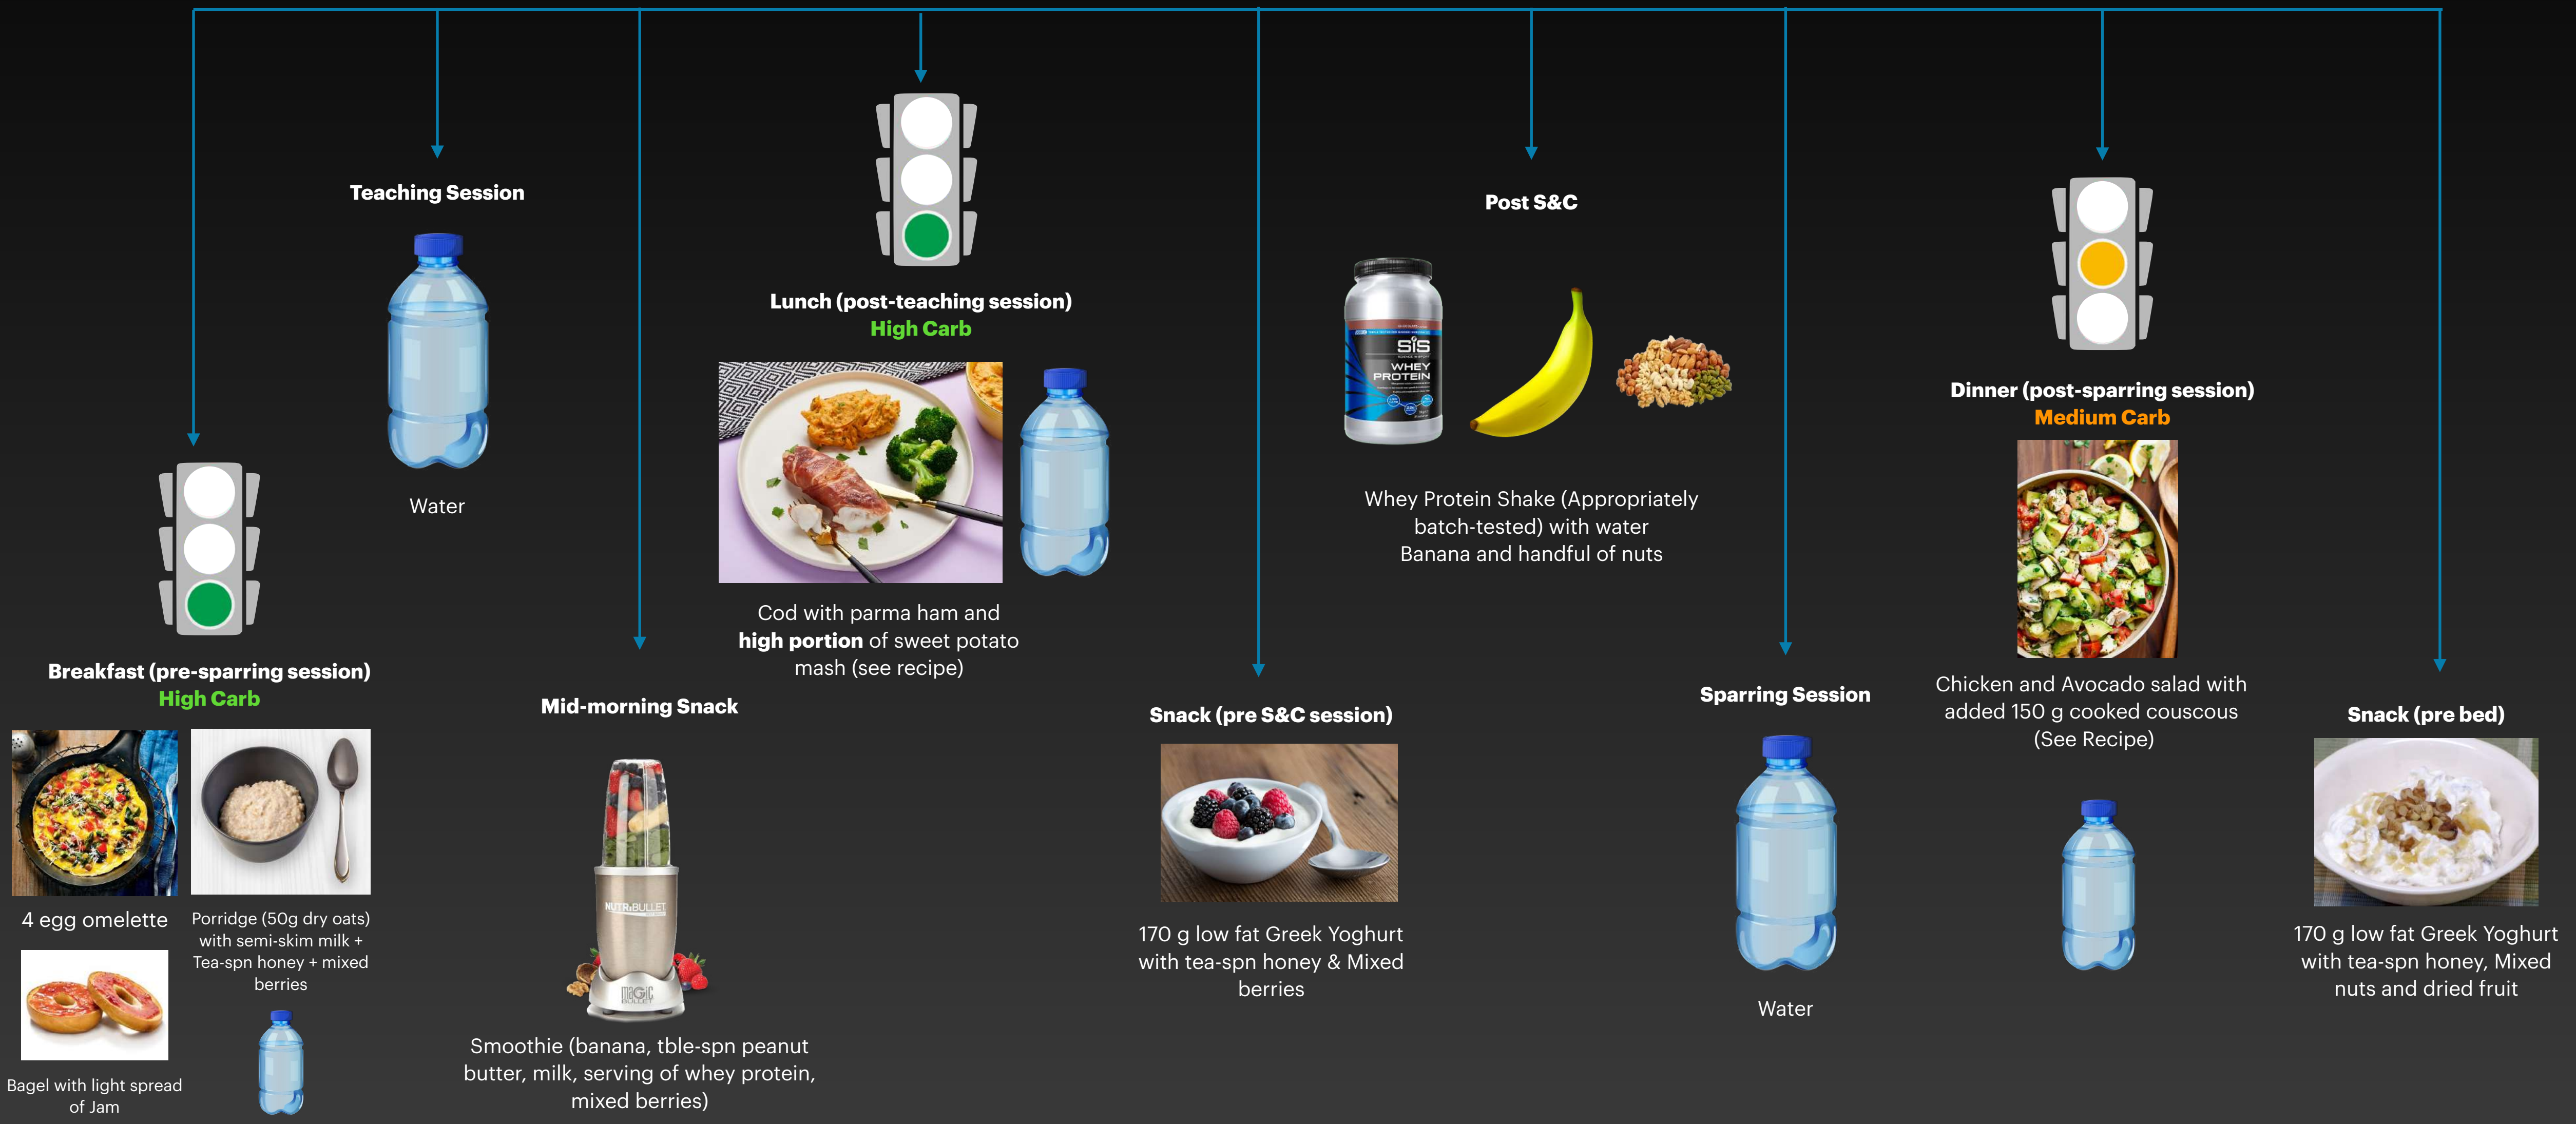 Breakfast (pre-sparring session)
High Carb
4 egg omelette
Porridge (50g dry oats)
with semi-skim milk +
Tea-spn honey + mixed
berries
Bagel with light spread
of Jam
Teaching Session
Water
Mid-morning Snack
NUTRiBULLET
MAGiC
BULLET
Smoothie (banana, tble-spn peanut
butter, milk, serving of whey protein,
mixed berries)
Lunch (post-teaching session)
High Carb
Cod with parma ham and
high portion of sweet potato
mash (see recipe)
Snack (pre S&C session)
170 g low fat Greek Yoghurt
with tea-spn honey & Mixed
berries
Post S&C
SiS
WHEY
PROTEIN
Whey Protein Shake (Appropriately
batch-tested) with water
Banana and handful of nuts
Sparring Session
Water
Dinner (post-sparring session)
Medium Carb
Chicken and Avocado salad with
added 150 g cooked couscous
(See Recipe)
Snack (pre bed)
170 g low fat Greek Yoghurt
with tea-spn honey, Mixed
nuts and dried fruit